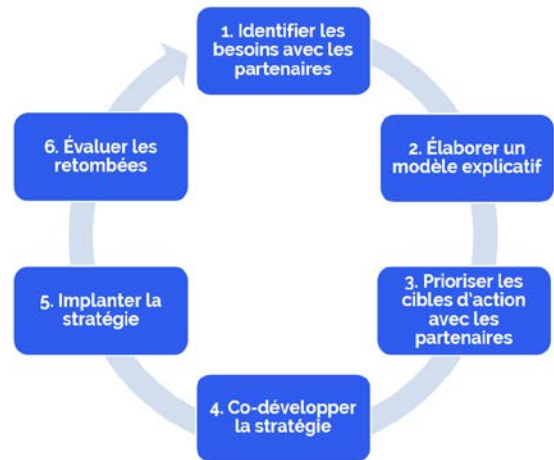 1. Identifier les
besoins avec les
partenaires
2. Élaborer un
modèle explicatif
3. Prioriser les
cibles d'action
avec les
partenaires
4. Co-développer
la stratégie
5. Implanter la
stratégie
6. Évaluer les
retombées